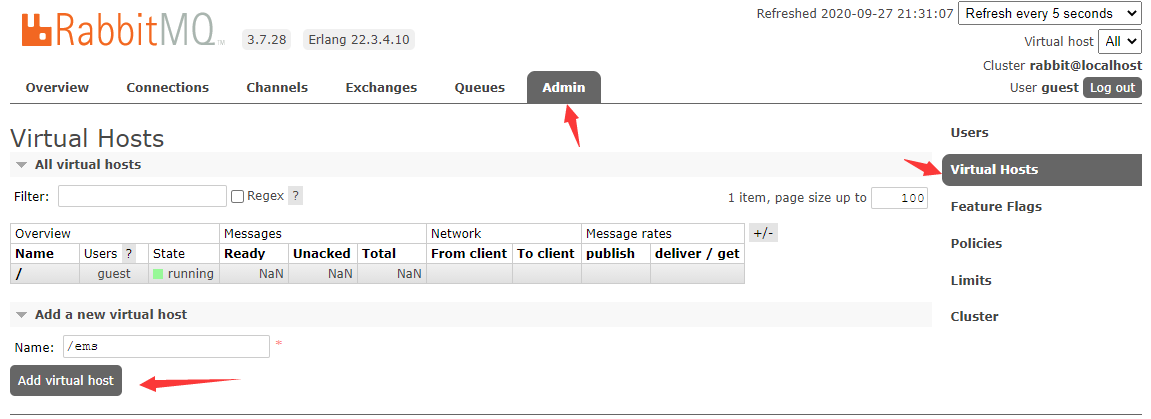 Refreshed 2020-09-27 21:31:07 Refresh every 5 seconds
RabbitMQ TM 3.7.28 Erlang 22.3.4.10
Virtual host All
Cluster rabbit@localhost
User guest Log out
Overview Connections Channels Exchanges Queues Admin
Virtual Hosts
All virtual hosts
Filter: Regex ? 1 item, page size up to 100
Overview Messages Network Message rates +/-
Name Users ? State Ready Unacked Total From client To client publish deliver / get
/ guest running NaN NaN NaN
Add a new virtual host
Name: /ems *
Add virtual host
Users
Virtual Hosts
Feature Flags
Policies
Limits
Cluster